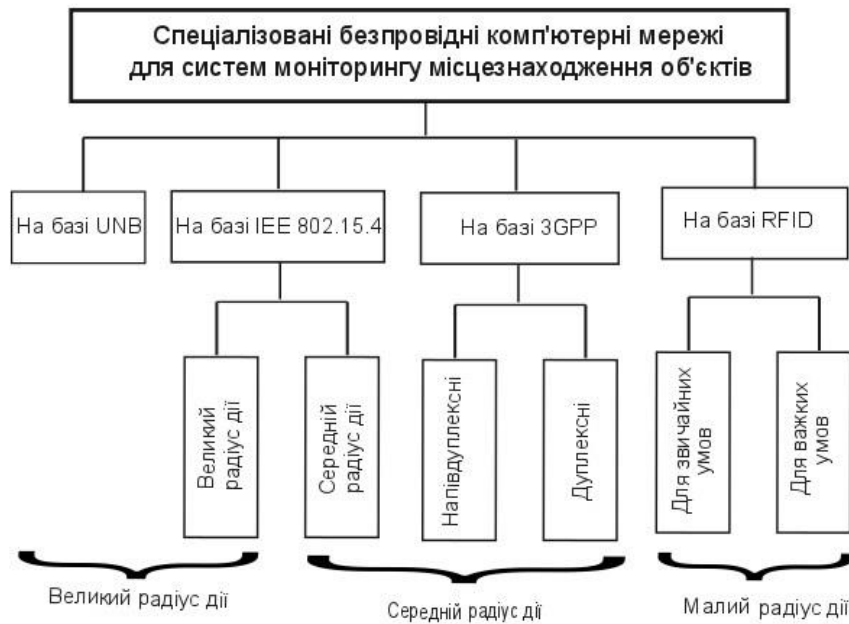 Спеціалізовані безпровідні комп'ютерні мережі
для систем моніторингу місцезнаходження об'єктів
На базі UNB
На базі IEE 802.15.4
На базі 3GPP
На базі RFID
Великий
радіус дії
Середній
радіус дії
Напівдуплексні
Дуплексні
Для звичайних
умов
Для важких
умов
Великий радіус дії
Середній радіус дії
Малий радіус дії